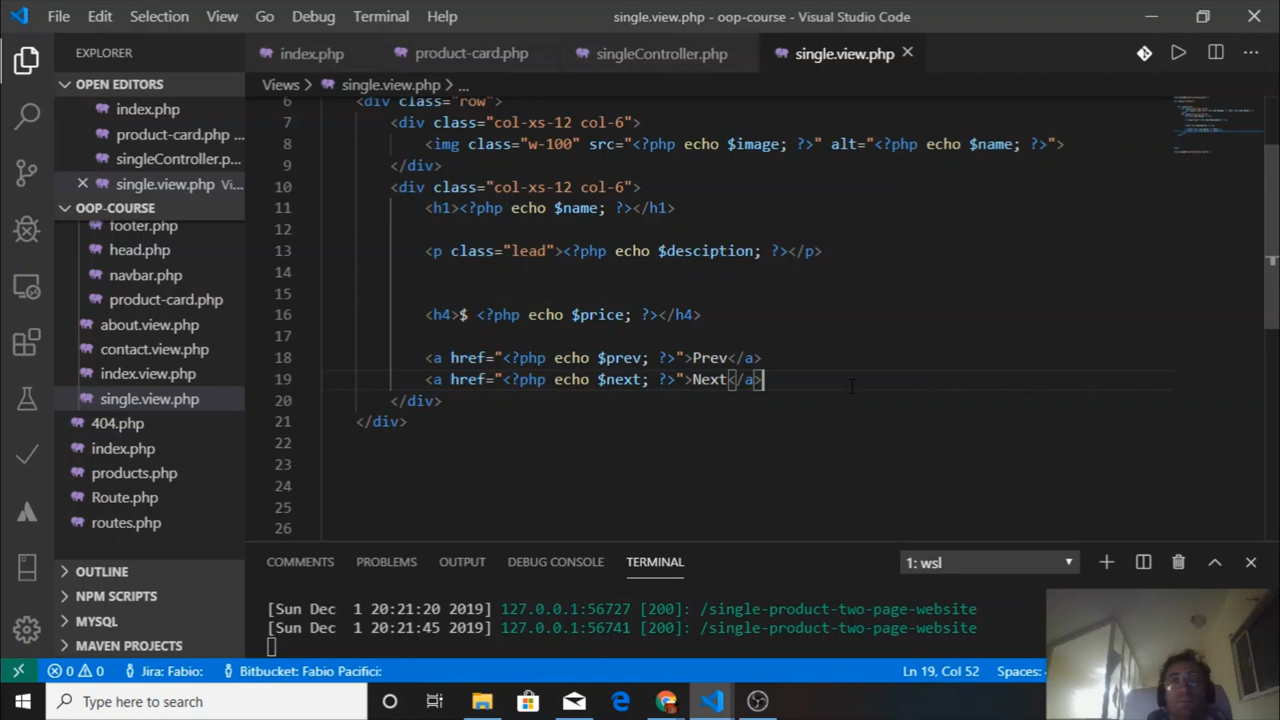 File Edit Selection View Go Debug Terminal Help single.view.php - oop-course - Visual Studio Code
EXPLORER
index.php product-card.php singleController.php single.view.php
OPEN EDITORS
index.php
product-card.php ...
singleController.p...
single.view.php Vi...
OOP-COURSE
footer.php
head.php
navbar.php
product-card.php
about.view.php
contact.view.php
index.view.php
single.view.php
404.php
index.php
products.php
Route.php
routes.php
OUTLINE
NPM SCRIPTS
MYSQL
MAVEN PROJECTS
Views > single.view.php > ...
6 <div class="row">
7 <div class="col-xs-12 col-6">
8 <img class="w-100" src="<?php echo $image; ?>" alt="<?php echo $name; ?>">
9 </div>
10 <div class="col-xs-12 col-6">
11 <h1><?php echo $name; ?></h1>
12
13 <p class="lead"><?php echo $desciption; ?></p>
14
15
16 <h4>$ <?php echo $price; ?></h4>
17
18 <a href="<?php echo $prev; ?>">Prev</a>
19 <a href="<?php echo $next; ?>">Next</a>
20 </div>
21 </div>
22
23
24
25
26
COMMENTS PROBLEMS OUTPUT DEBUG CONSOLE TERMINAL 1: wsl
[Sun Dec 1 20:21:20 2019] 127.0.0.1:56727 [200]: /single-product-two-page-website
[Sun Dec 1 20:21:45 2019] 127.0.0.1:56741 [200]: /single-product-two-page-website
0 0 Jira: Fabio: Bitbucket: Fabio Pacifici: Ln 19, Col 52 Spaces:
Type here to search